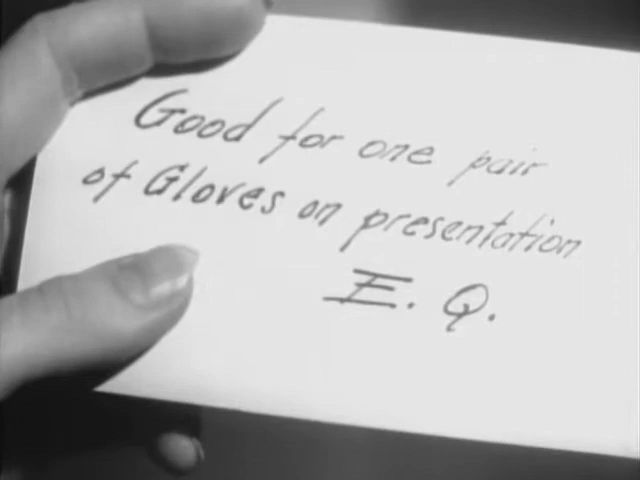 Good for one pair
of Gloves on presentation
E. Q.